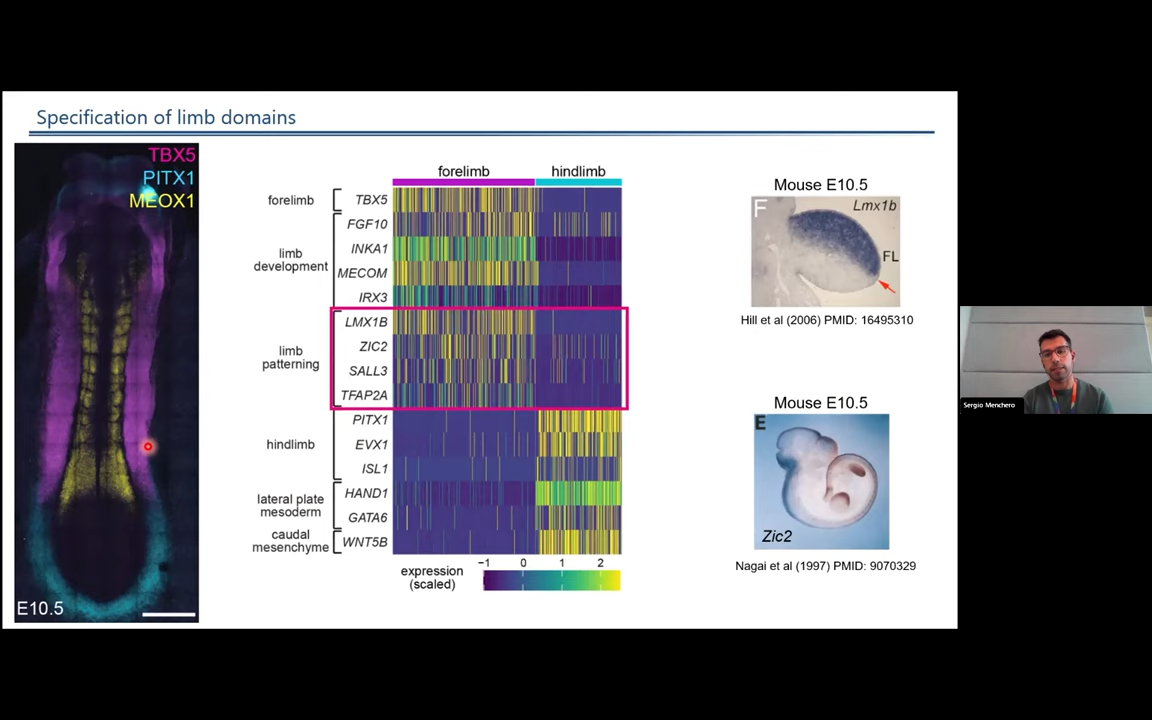 Specification of limb domains
TBX5
PITX1
MEOX1
E10.5
forelimb hindlimb
forelimb
TBX5
limb
development
FGF10
INKA1
MECOM
IRX3
limb
patterning
LMX1B
ZIC2
SALL3
TFAP2A
hindlimb
PITX1
EVX1
ISL1
lateral plate
mesoderm
HAND1
GATA6
caudal
mesenchyme
WNT5B
expression
(scaled)
−1 0 1 2
Mouse E10.5
F
Lmx1b
FL
Hill et al (2006) PMID: 16495310
Mouse E10.5
E
Zic2
Nagai et al (1997) PMID: 9070329
Sergio Menchero